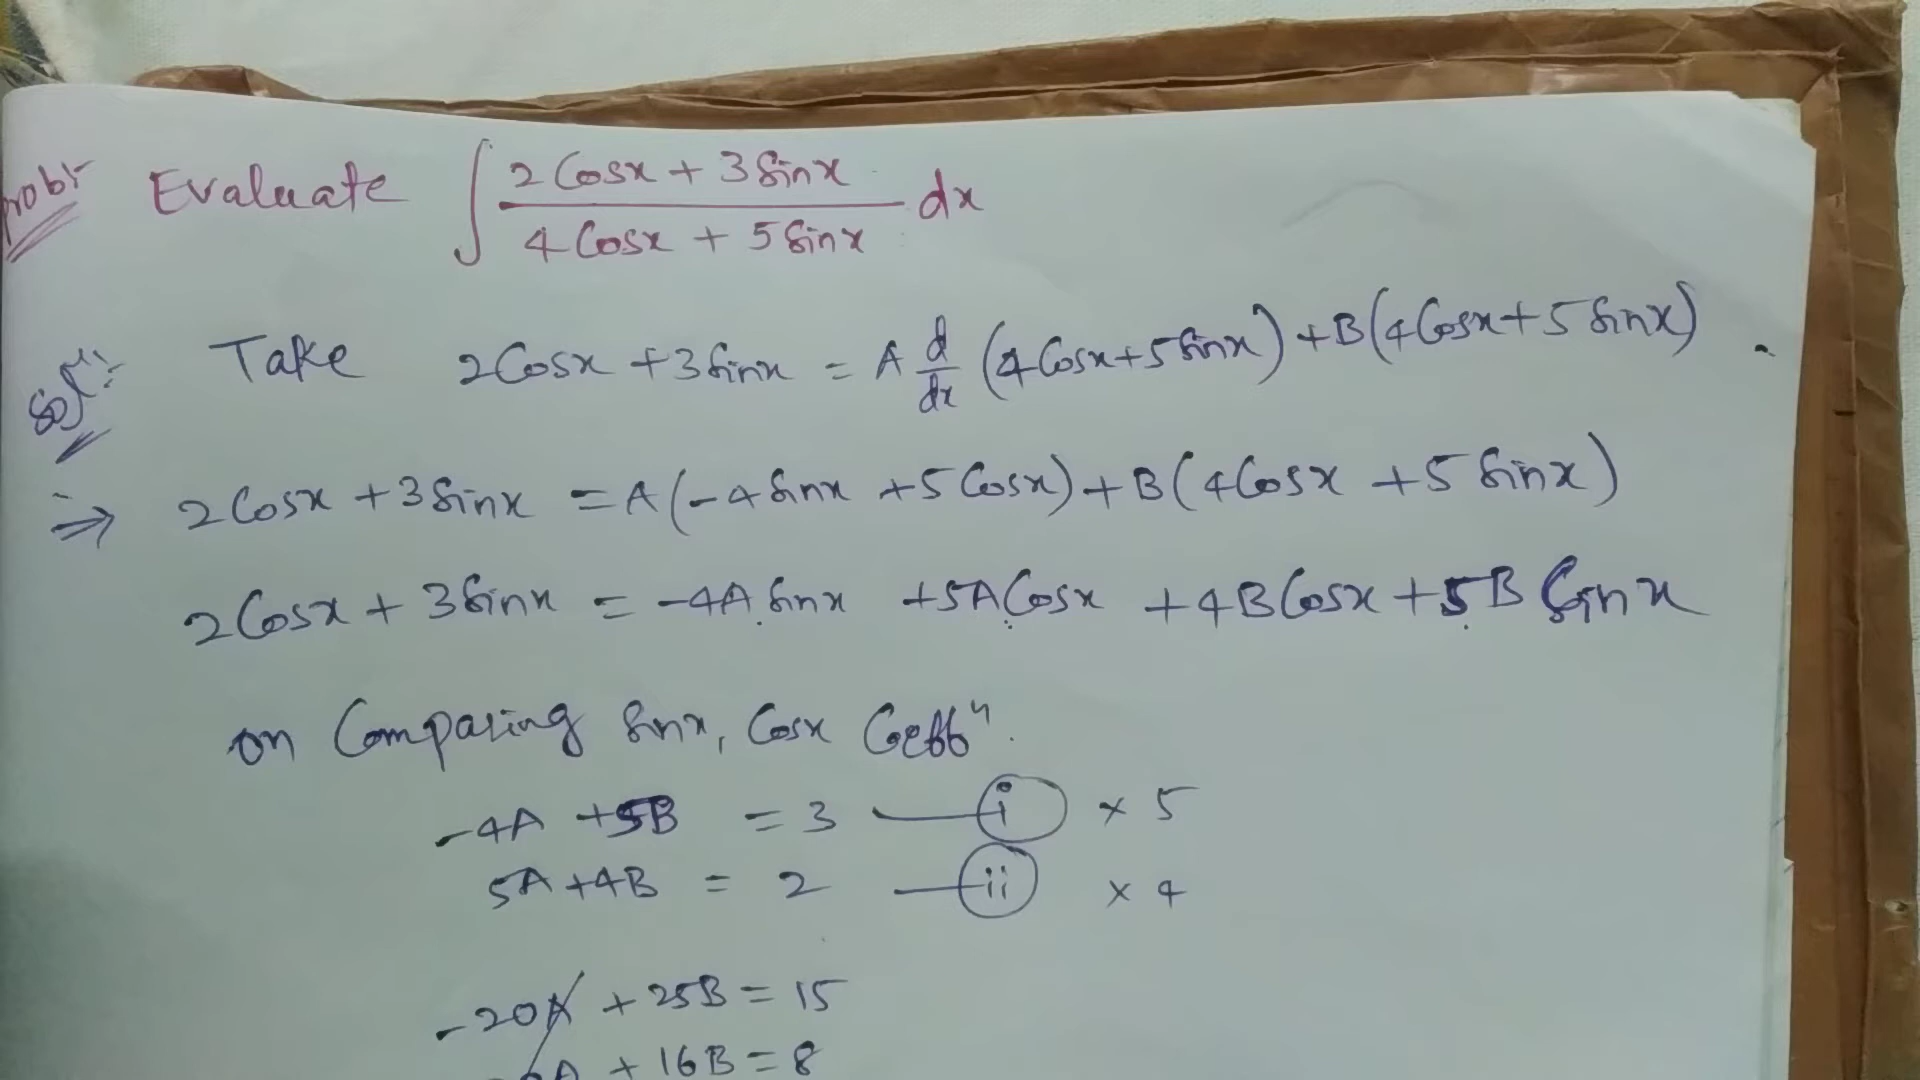 Prob:- Evaluate ∫ (2 Cosx + 3 Sinx)/(4 Cosx + 5 Sinx) dx
Sol:- Take 2Cosx + 3 Sinx = A d/dx (4 Cosx + 5 Sinx) + B(4 Cosx + 5 Sinx)
⇒ 2 Cosx + 3 Sinx = A(-4 Sinx + 5 Cosx) + B(4 Cosx + 5 Sinx)
2 Cosx + 3 Sinx = -4A Sinx + 5A Cosx + 4B Cosx + 5B Sinx
on Comparing Sinx, Cosx Coeffⁿ.
-4A + 5B = 3 — (i) × 5
5A + 4B = 2 — (ii) × 4
-20A + 25B = 15
A + 16B = 8